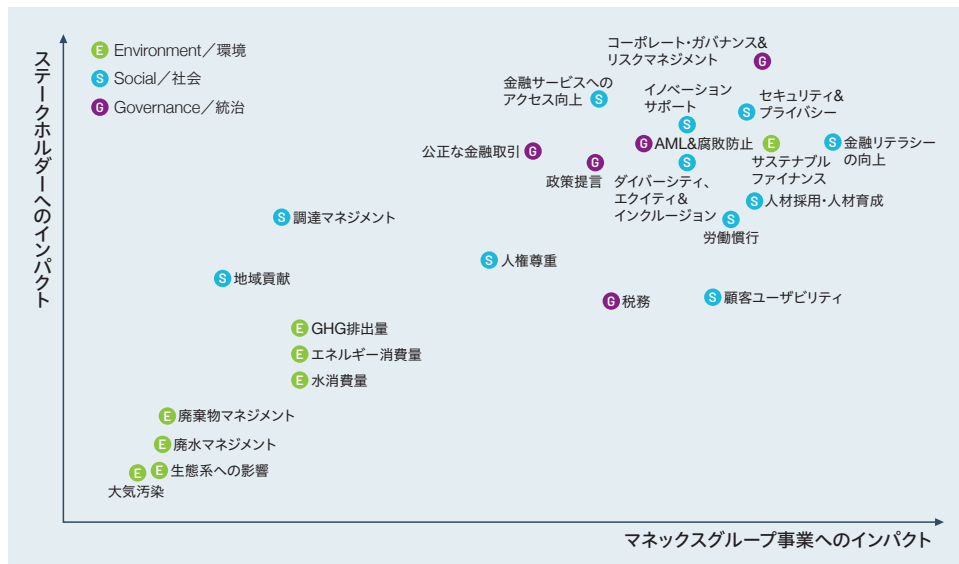 ステークホルダーへのインパクト
E Environment／環境
S Social／社会
G Governance／統治
コーポレート・ガバナンス&
リスクマネジメント
G
金融サービスへの
アクセス向上
S
イノベーション
サポート
S
セキュリティ&
プライバシー
S
公正な金融取引
G
政策提言
G
G AML&腐敗防止
S
ダイバーシティ、
エクイティ&
インクルージョン
E
サステナブル
ファイナンス
S 金融リテラシー
の向上
S 人材採用・人材育成
S
労働慣行
S 調達マネジメント
S 人権尊重
S 地域貢献
G 税務
S 顧客ユーザビリティ
E GHG排出量
E エネルギー消費量
E 水消費量
E 廃棄物マネジメント
E 廃水マネジメント
E 生態系への影響
E
大気汚染
マネックスグループ事業へのインパクト